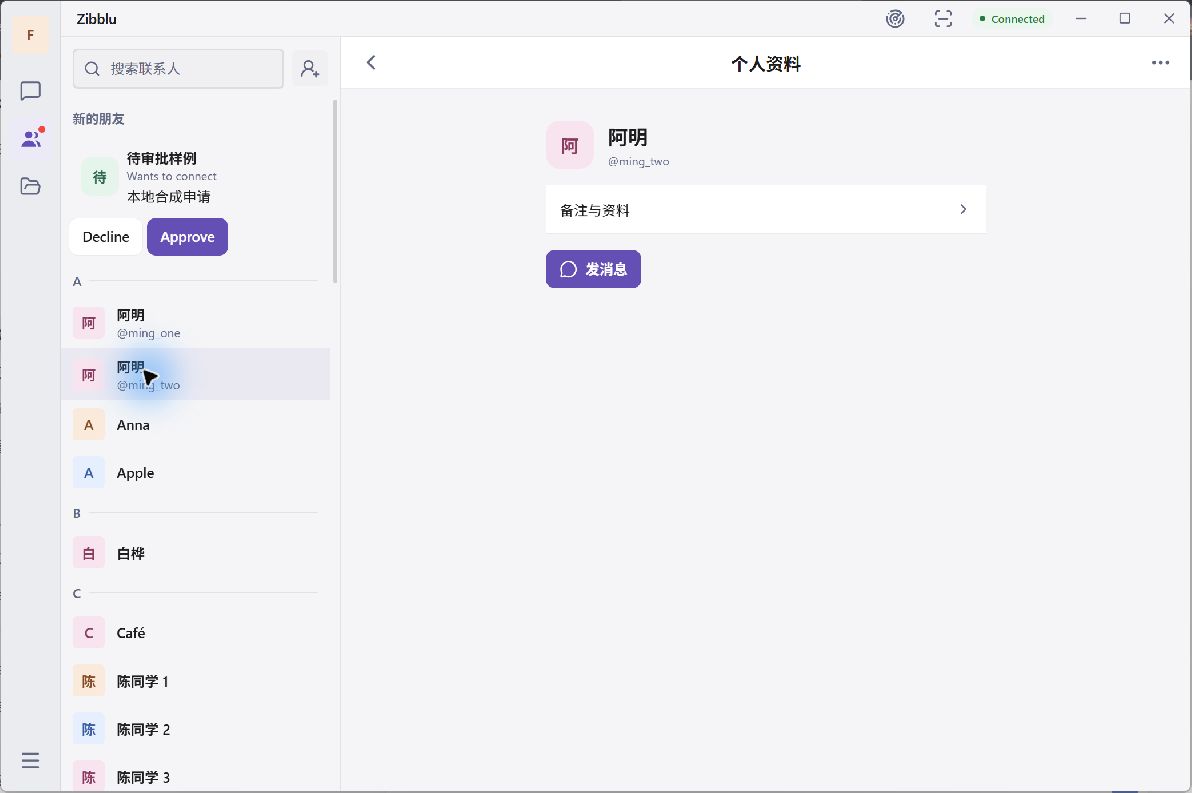 Zibblu
Connected
F
搜索联系人
新的朋友
待
待审批样例
Wants to connect
本地合成申请
Decline
Approve
A
阿
阿明
@ming_one
阿
阿明
@ming_two
A
Anna
A
Apple
B
白
白桦
C
C
Café
陈
陈同学 1
陈
陈同学 2
陈
陈同学 3
个人资料
阿
阿明
@ming_two
备注与资料
发消息